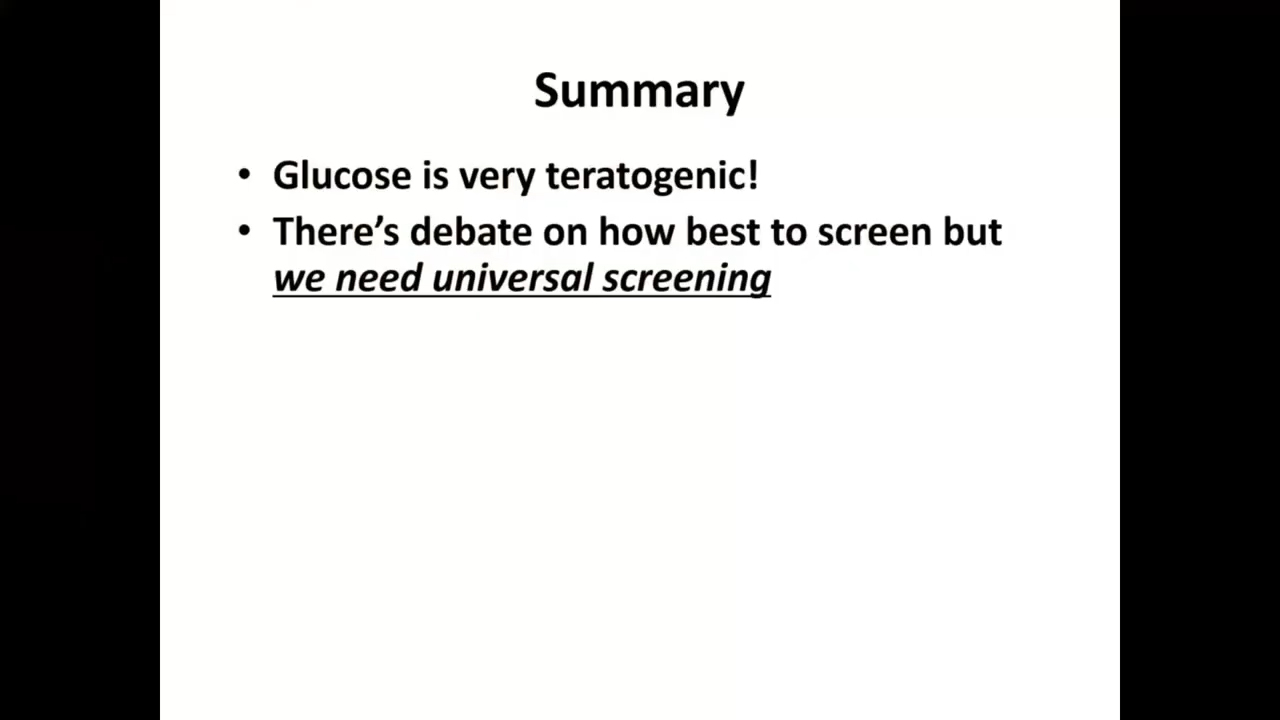 Summary
• Glucose is very teratogenic!
• There’s debate on how best to screen but
we need universal screening